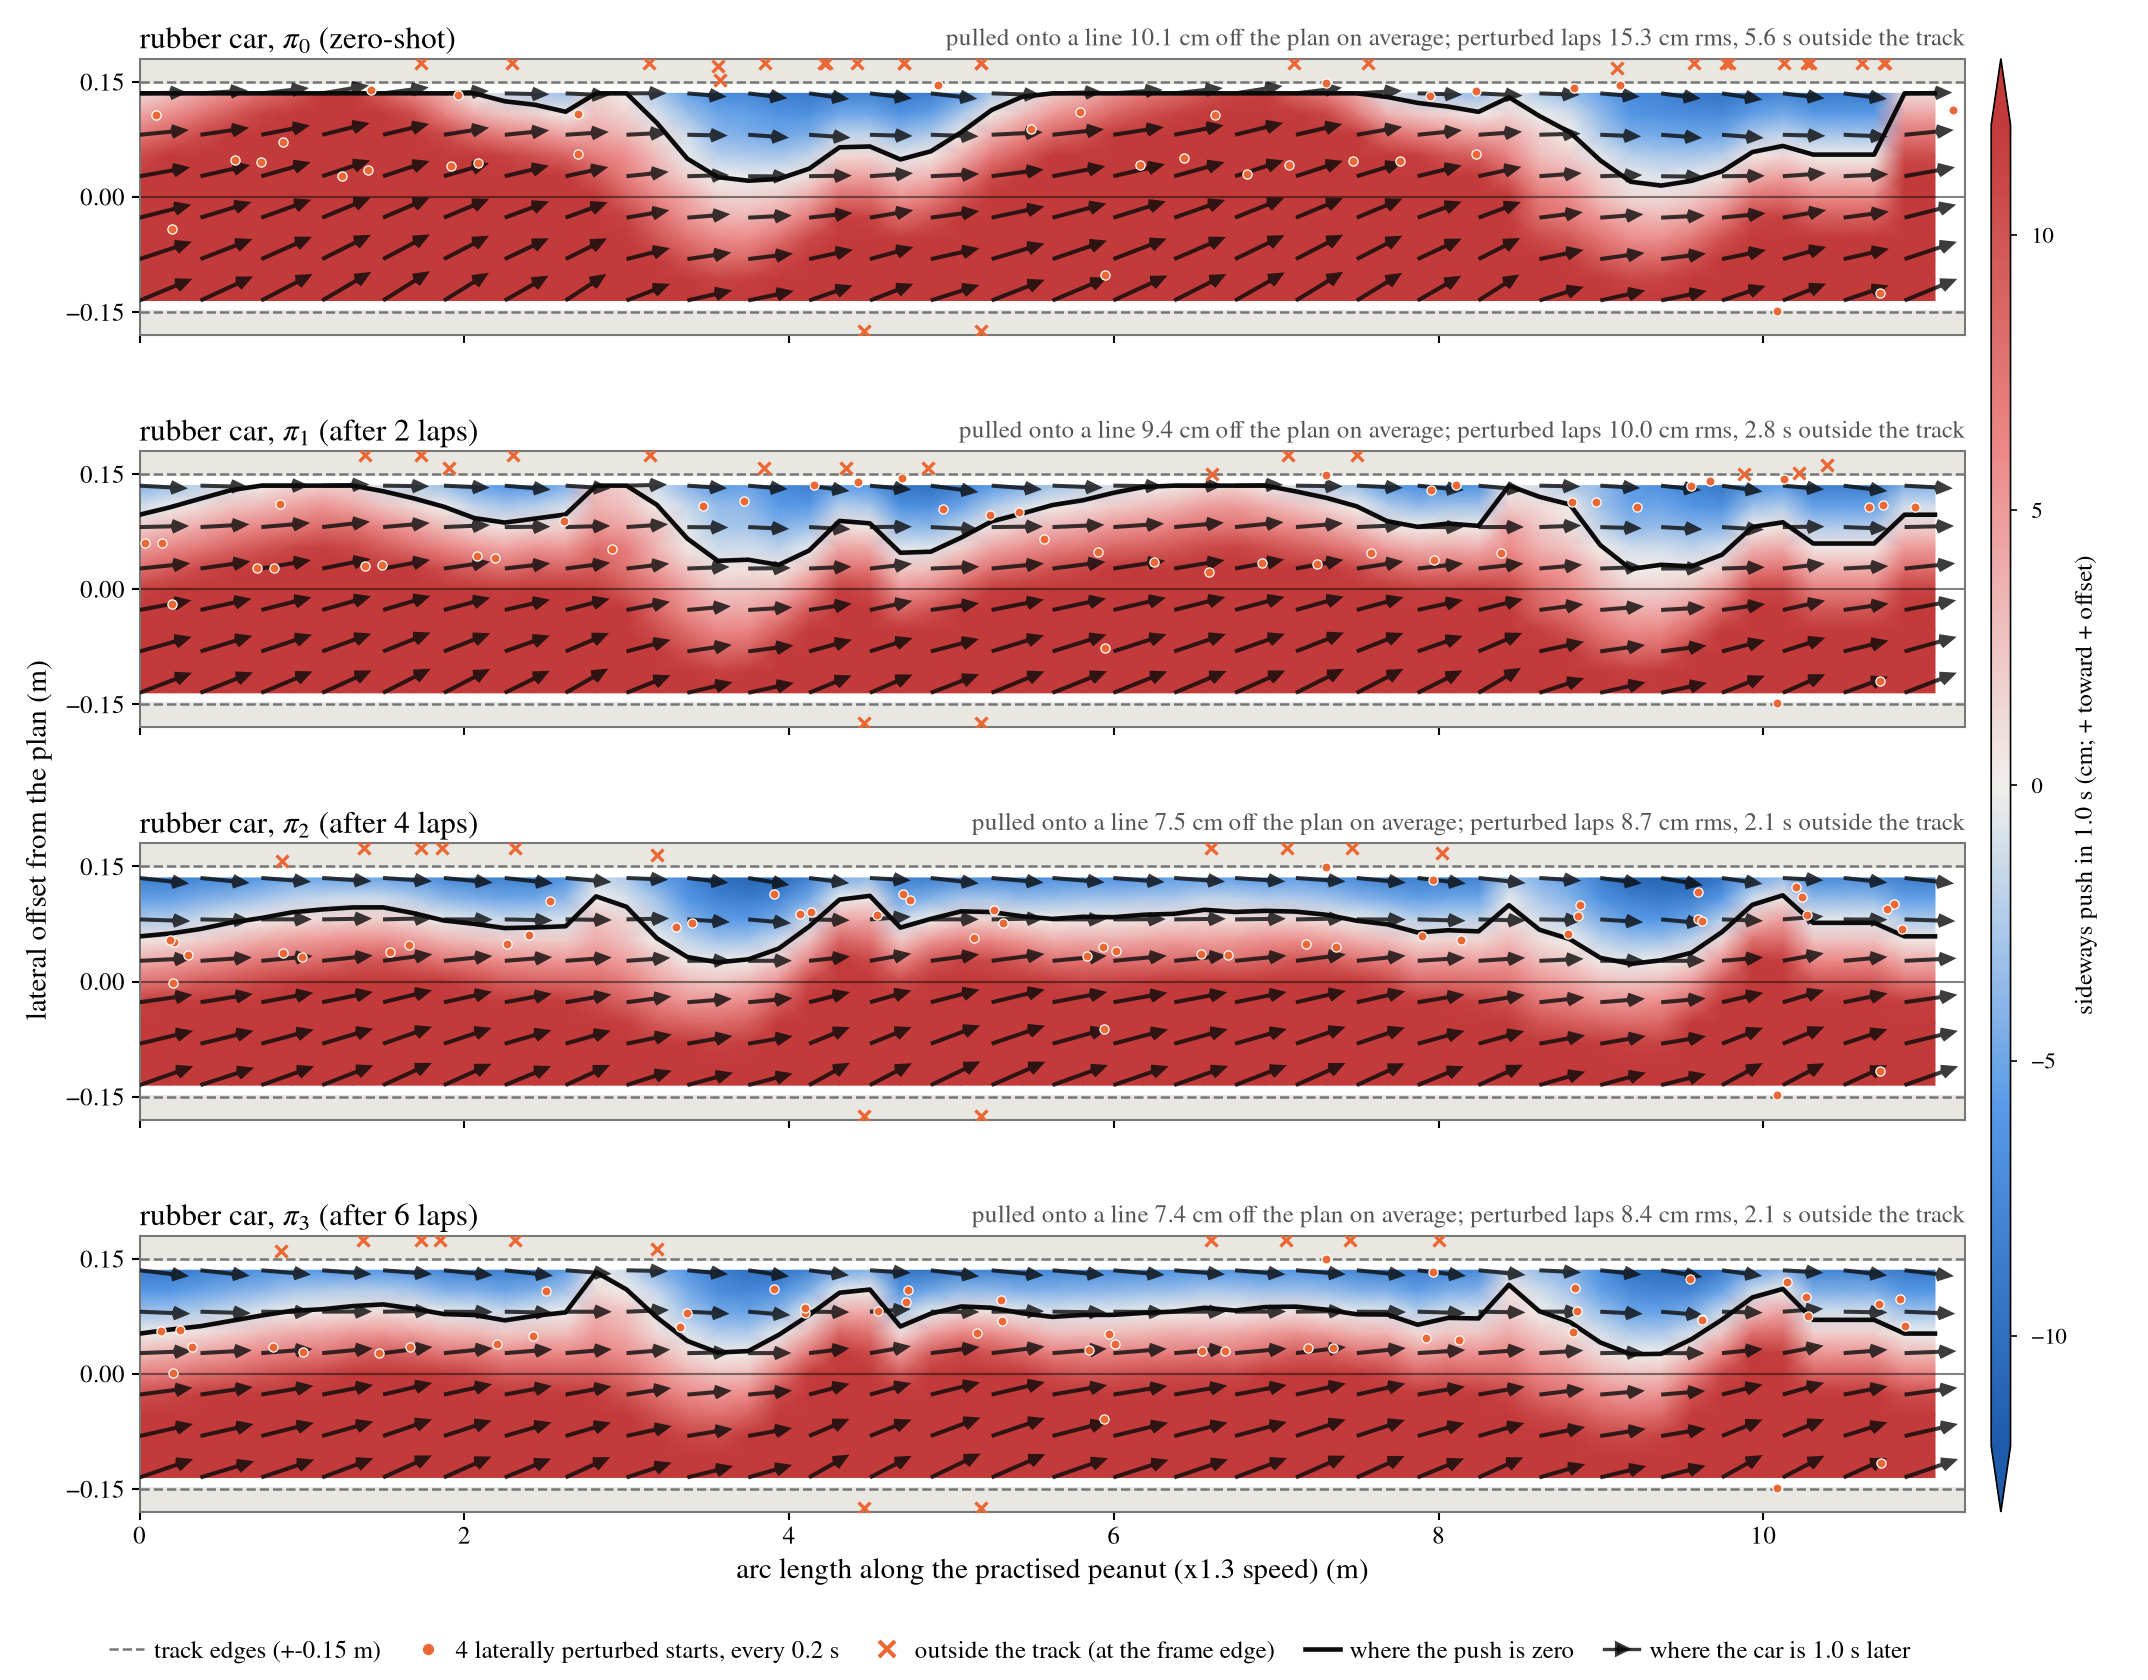 rubber car, π0 (zero-shot)
pulled onto a line 10.1 cm off the plan on average; perturbed laps 15.3 cm rms, 5.6 s outside the track
0.15
0.00
−0.15
rubber car, π1 (after 2 laps)
pulled onto a line 9.4 cm off the plan on average; perturbed laps 10.0 cm rms, 2.8 s outside the track
0.15
0.00
−0.15
rubber car, π2 (after 4 laps)
pulled onto a line 7.5 cm off the plan on average; perturbed laps 8.7 cm rms, 2.1 s outside the track
0.15
0.00
−0.15
rubber car, π3 (after 6 laps)
pulled onto a line 7.4 cm off the plan on average; perturbed laps 8.4 cm rms, 2.1 s outside the track
0.15
0.00
−0.15
0 2 4 6 8 10
arc length along the practised peanut (x1.3 speed) (m)
lateral offset from the plan (m)
10
5
0
−5
−10
sideways push in 1.0 s (cm; + toward + offset)
track edges (+-0.15 m)
4 laterally perturbed starts, every 0.2 s
outside the track (at the frame edge)
where the push is zero
where the car is 1.0 s later